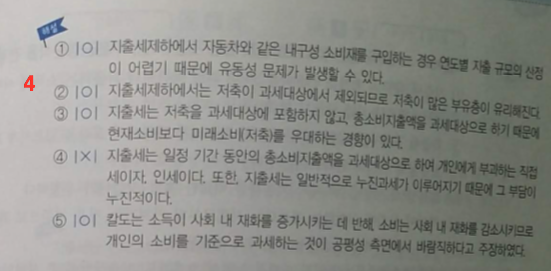 해설
① |O| 지출세제하에서 자동차와 같은 내구성 소비재를 구입하는 경우 연도별 지출 규모의 산정
이 어렵기 때문에 유동성 문제가 발생할 수 있다.
4
② |O| 지출세제하에서는 저축이 과세대상에서 제외되므로 저축이 많은 부유층이 유리해진다.
③ |O| 지출세는 저축을 과세대상에 포함하지 않고, 총소비지출액을 과세대상으로 하기 때문에
현재소비보다 미래소비(저축)를 우대하는 경향이 있다.
④ |X| 지출세는 일정 기간 동안의 총소비지출액을 과세대상으로 하여 개인에게 부과하는 직접
세이자, 인세이다. 또한, 지출세는 일반적으로 누진과세가 이루어지기 때문에 그 부담이
누진적이다.
⑤ |O| 칼도는 소득이 사회 내 재화를 증가시키는 데 반해, 소비는 사회 내 재화를 감소시키므로
개인의 소비를 기준으로 과세하는 것이 공평성 측면에서 바람직하다고 주장하였다.